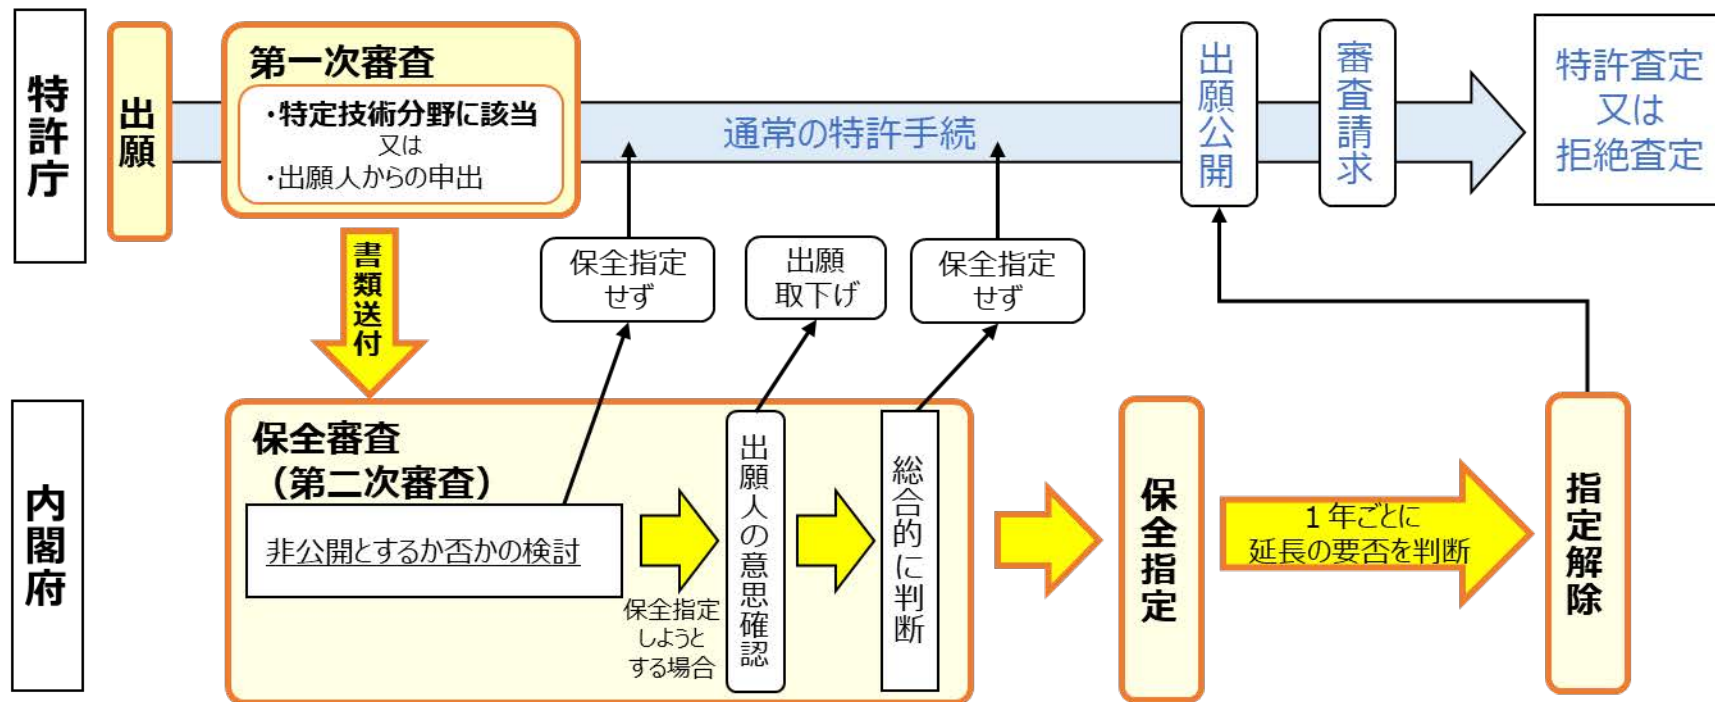 特許庁
出願
第一次審査
・特定技術分野に該当
又は
・出願人からの申出
通常の特許手続
出願公開
審査請求
特許査定
又は
拒絶査定
書類送付
保全指定
せず
出願
取下げ
保全指定
せず
内閣府
保全審査
（第二次審査）
非公開とするか否かの検討
保全指定
しようと
する場合
出願人の意思確認
総合的に判断
保全指定
１年ごとに
延長の要否を判断
指定解除